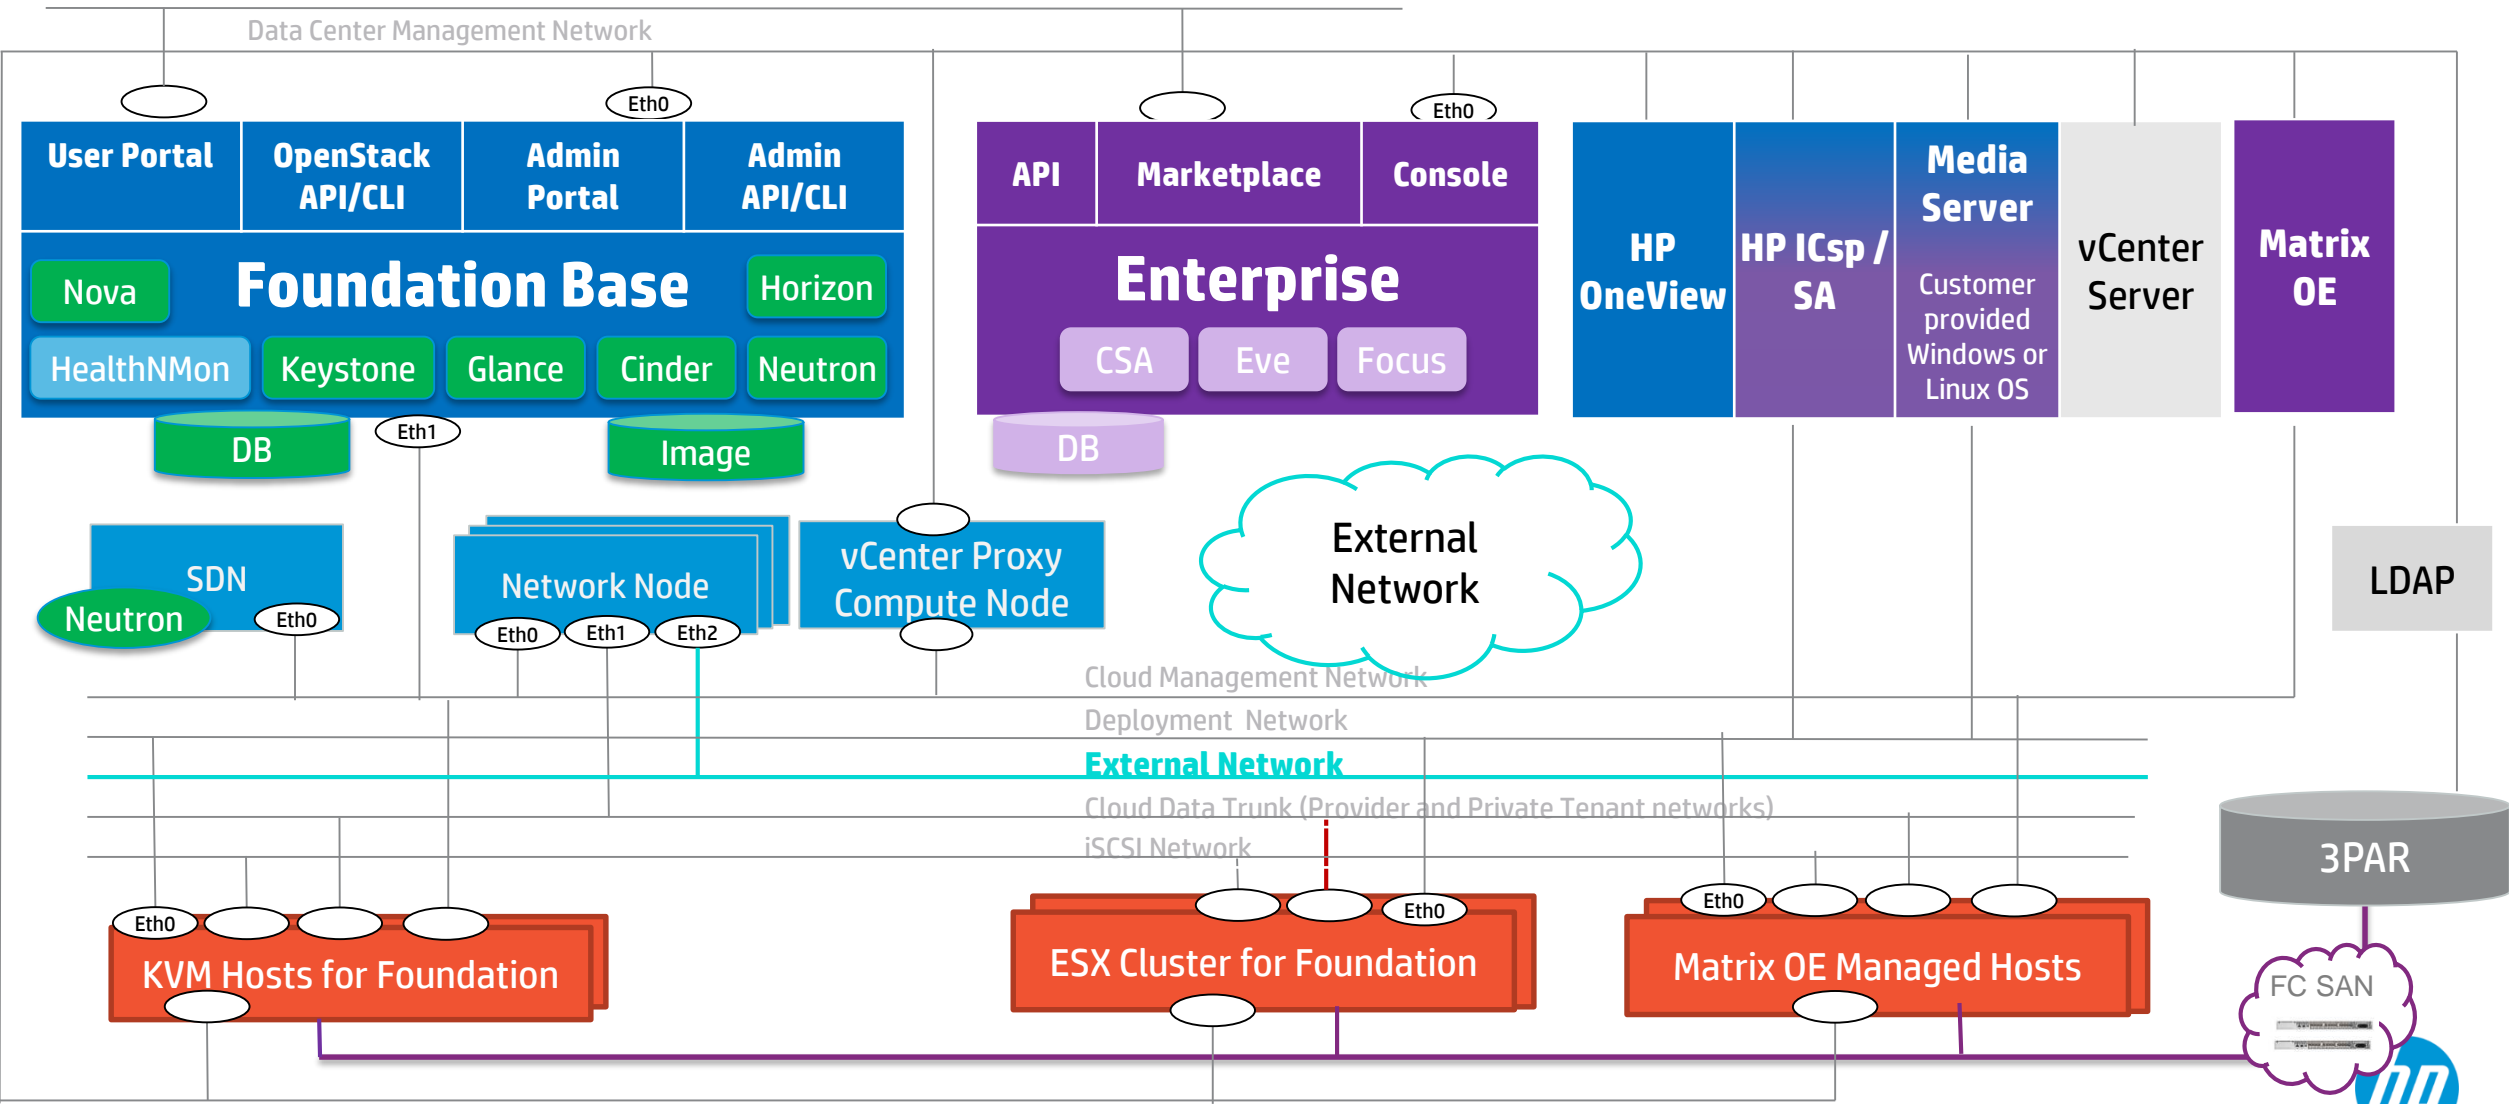 Data Center Management Network
Eth0
Eth0
User Portal
OpenStack
API/CLI
Admin
Portal
Admin
API/CLI
API
Marketplace
Console
Foundation Base
Nova
Horizon
HealthNMon
Keystone
Glance
Cinder
Neutron
DB
Eth1
Image
Enterprise
CSA
Eve
Focus
DB
HP
OneView
HP ICsp /
SA
Media
Server
Customer
provided
Windows or
Linux OS
vCenter
Server
Matrix
OE
SDN
Neutron
Eth0
Network Node
Eth0
Eth1
Eth2
vCenter Proxy
Compute Node
External
Network
LDAP
Cloud Management Network
Deployment Network
External Network
Cloud Data Trunk (Provider and Private Tenant networks)
iSCSI Network
3PAR
Eth0
KVM Hosts for Foundation
Eth0
ESX Cluster for Foundation
Eth0
Matrix OE Managed Hosts
FC SAN
hp